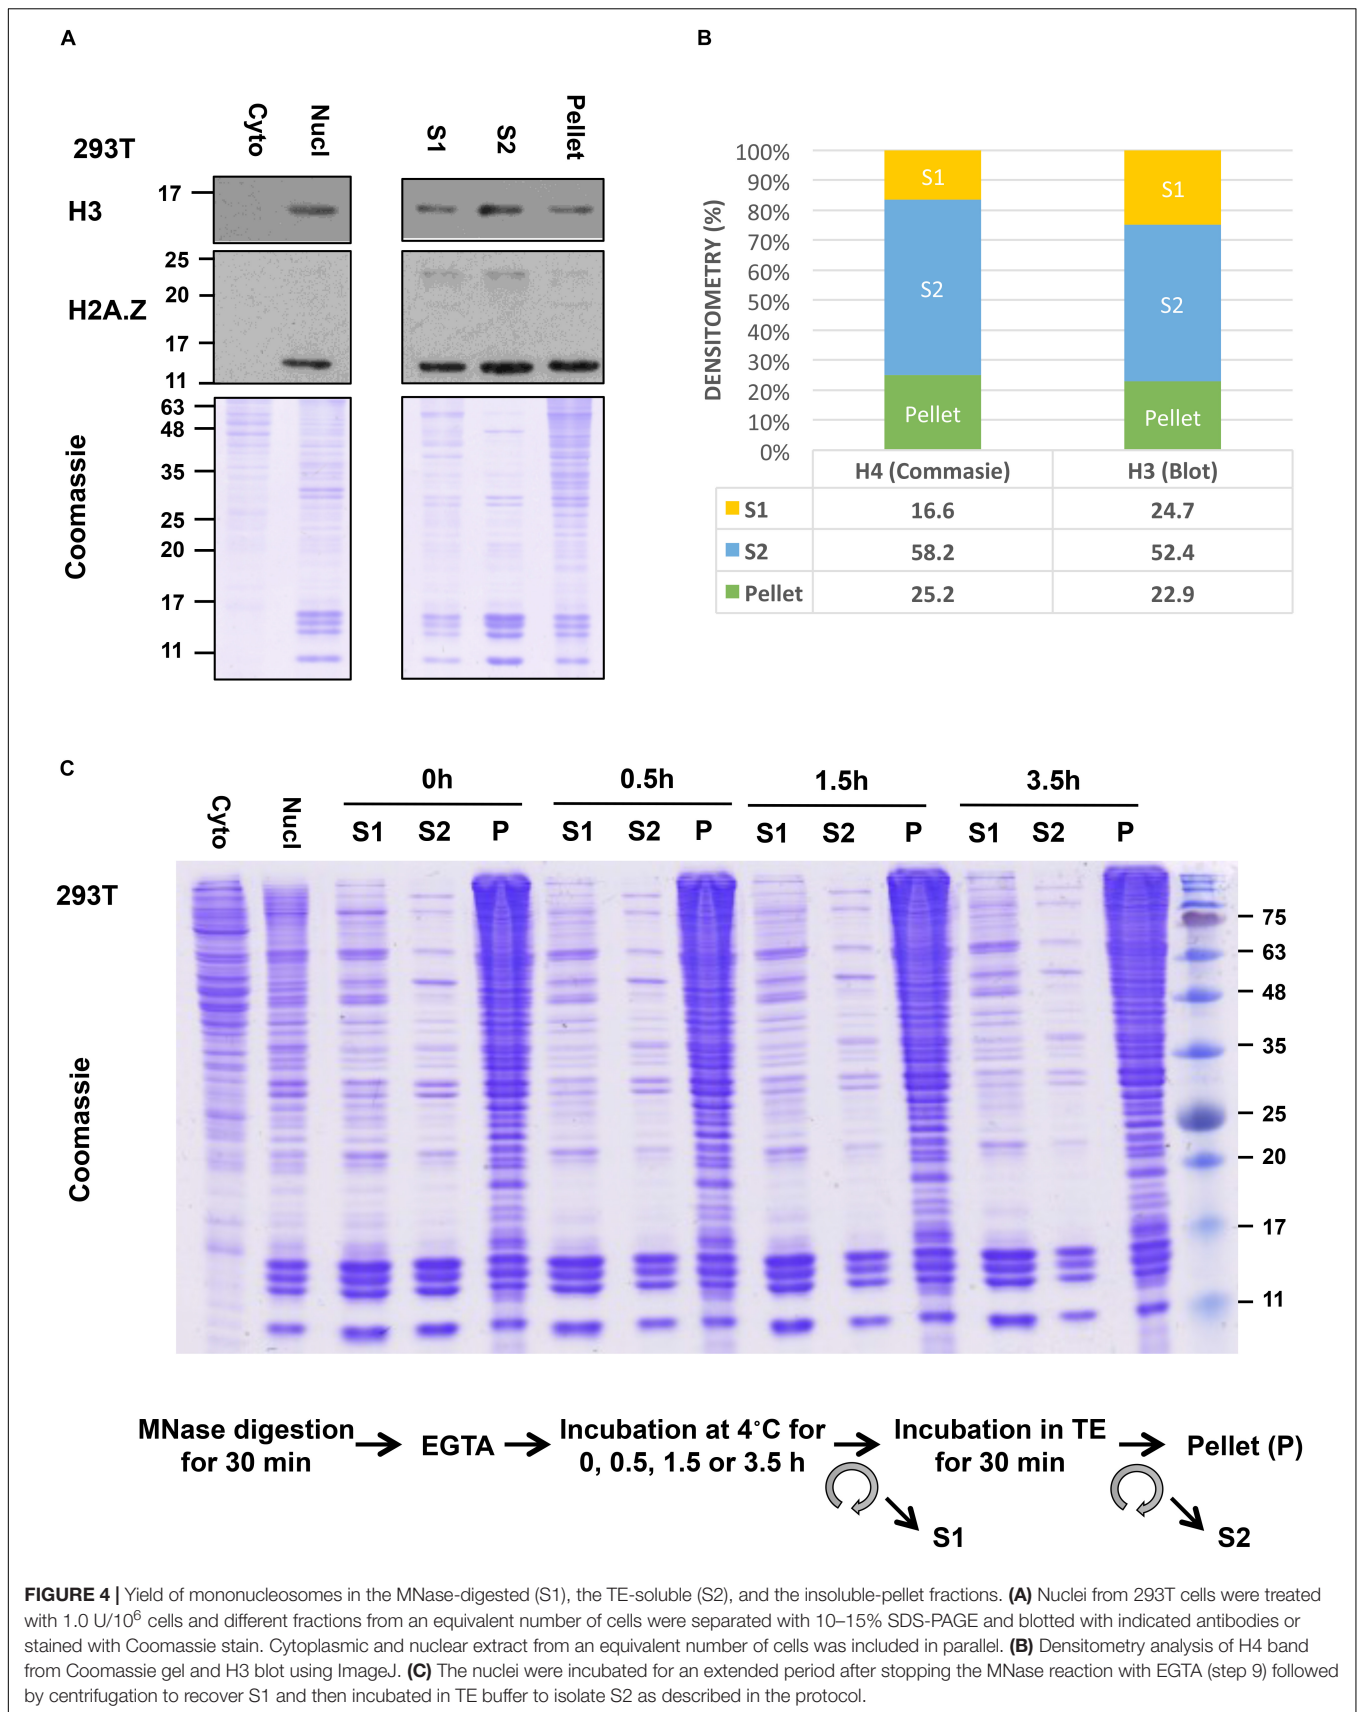 A
Cyto
Nucl
S1
S2
Pellet
293T
H3
17
H2A.Z
25
20
17
11
Coomassie
63
48
35
25
20
17
11
B
DENSITOMETRY (%)
100%
90%
80%
70%
60%
50%
40%
30%
20%
10%
0%
S1
S2
Pellet
S1
S2
Pellet
H4 (Commasie) H3 (Blot)
S1 16.6 24.7
S2 58.2 52.4
Pellet 25.2 22.9
C
0h 0.5h 1.5h 3.5h
Cyto Nucl S1 S2 P S1 S2 P S1 S2 P S1 S2 P
293T
Coomassie
75
63
48
35
25
20
17
11
MNase digestion
for 30 min
EGTA
Incubation at 4°C for
0, 0.5, 1.5 or 3.5 h
S1
Incubation in TE
for 30 min
S2
Pellet (P)
FIGURE 4 | Yield of mononucleosomes in the MNase-digested (S1), the TE-soluble (S2), and the insoluble-pellet fractions. (A) Nuclei from 293T cells were treated
with 1.0 U/10⁶ cells and different fractions from an equivalent number of cells were separated with 10–15% SDS-PAGE and blotted with indicated antibodies or
stained with Coomassie stain. Cytoplasmic and nuclear extract from an equivalent number of cells was included in parallel. (B) Densitometry analysis of H4 band
from Coomassie gel and H3 blot using ImageJ. (C) The nuclei were incubated for an extended period after stopping the MNase reaction with EGTA (step 9) followed
by centrifugation to recover S1 and then incubated in TE buffer to isolate S2 as described in the protocol.